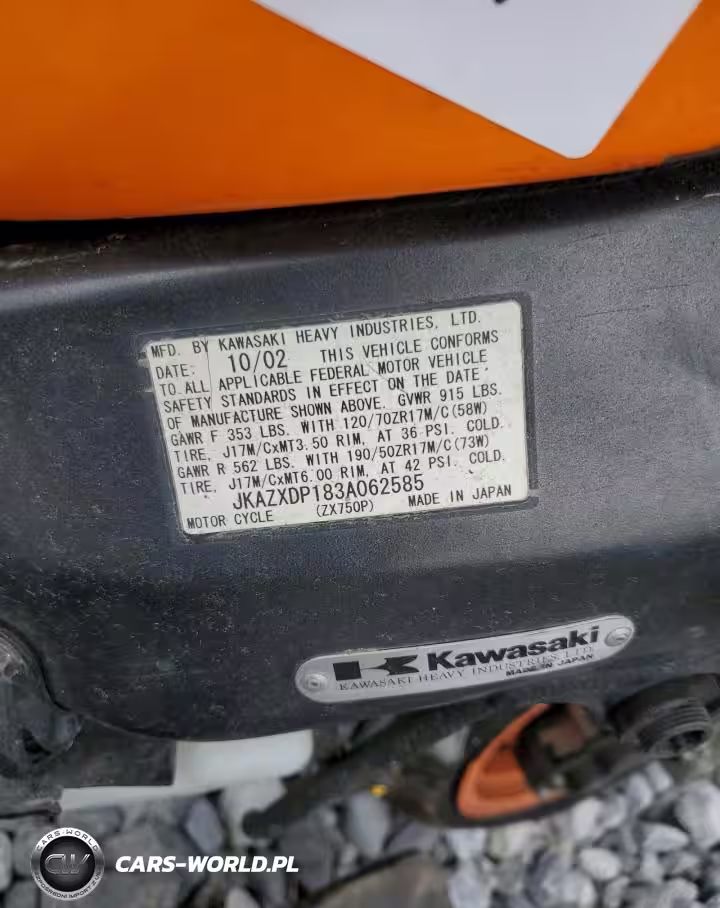 MFD. BY KAWASAKI HEAVY INDUSTRIES, LTD.
DATE: 10/02 THIS VEHICLE CONFORMS
TO ALL APPLICABLE FEDERAL MOTOR VEHICLE
SAFETY STANDARDS IN EFFECT ON THE DATE
OF MANUFACTURE SHOWN ABOVE. GVWR 915 LBS.
GAWR F 353 LBS. WITH 120/70ZR17M/C(58W)
TIRE, J17M/CxMT3.50 RIM, AT 36 PSI. COLD.
GAWR R 562 LBS. WITH 190/50ZR17M/C(73W)
TIRE, J17M/CxMT6.00 RIM, AT 42 PSI. COLD.
JKAZXDP183A062585
MOTOR CYCLE (ZX750P) MADE IN JAPAN
Kawasaki
KAWASAKI HEAVY INDUSTRIES, LTD.
MADE IN JAPAN
CARS-WORLD
CW
CARS-WORLD.PL